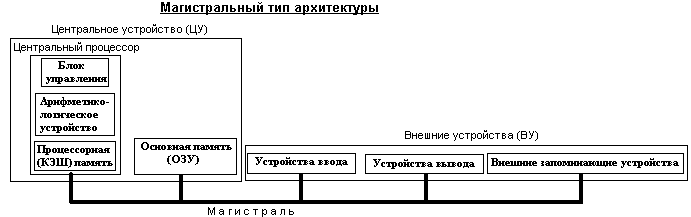 Магистральный тип архитектуры
Центральное устройство (ЦУ)
Центральный процессор
Блок
управления
Арифметико-
логическое
устройство
Процессорная
(КЭШ) память
Основная память
(ОЗУ)
Внешние устройства (ВУ)
Устройства ввода
Устройства вывода
Внешние запоминающие устройства
Магистраль